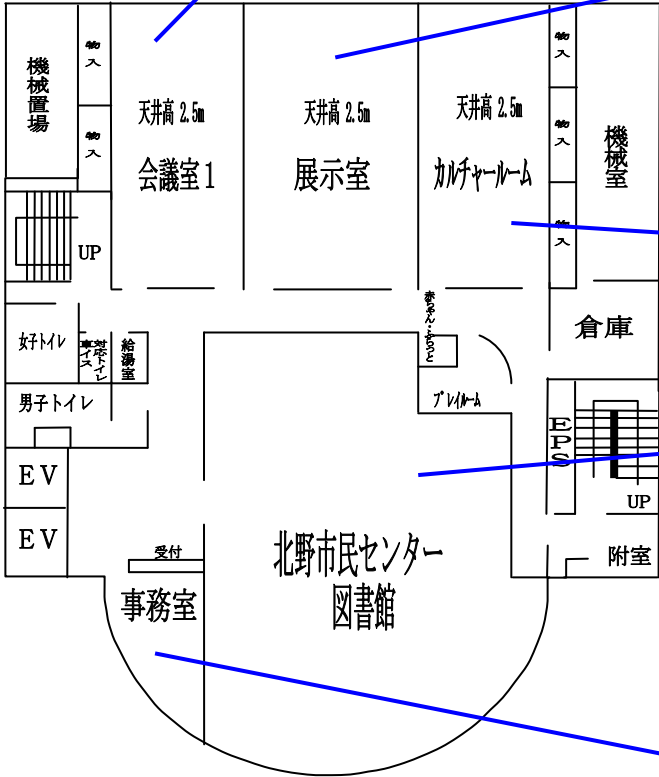 機械置場
物入
物入
天井高 2.5m
会議室1
天井高 2.5m
展示室
天井高 2.5m
カルチャールーム
物入
物入
物入
機械室
UP
倉庫
女子トイレ
車イス
対応トイレ
給湯室
赤ちゃん・ふらっと
プレイルーム
男子トイレ
EV
EV
EPS
UP
附室
受付
事務室
北野市民センター
図書館